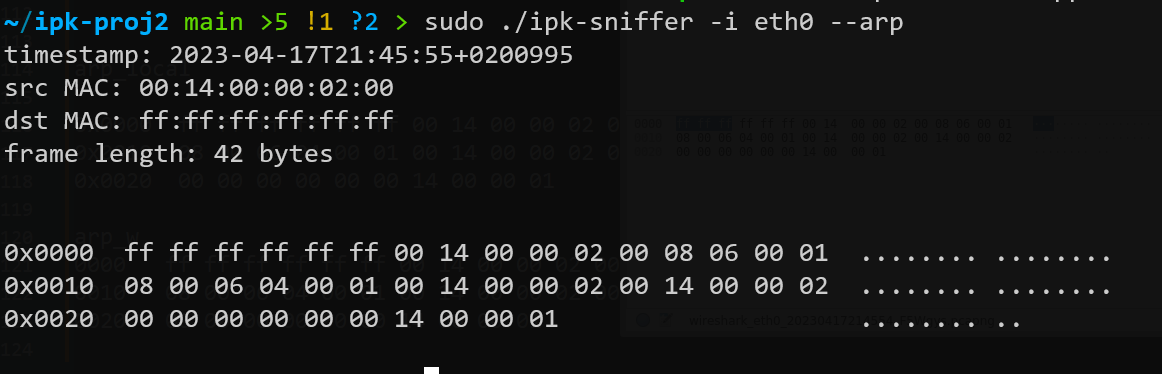 ~/ipk-proj2 main >5 !1 ?2 > sudo ./ipk-sniffer -i eth0 --arp
timestamp: 2023-04-17T21:45:55+0200995
src MAC: 00:14:00:00:02:00
dst MAC: ff:ff:ff:ff:ff:ff
frame length: 42 bytes
0x0000  ff ff ff ff ff ff 00 14 00 00 02 00 08 06 00 01  ........ ........
0x0010  08 00 06 04 00 01 00 14 00 00 02 00 14 00 00 02  ........ ........
0x0020  00 00 00 00 00 00 14 00 00 01                    ........ ..